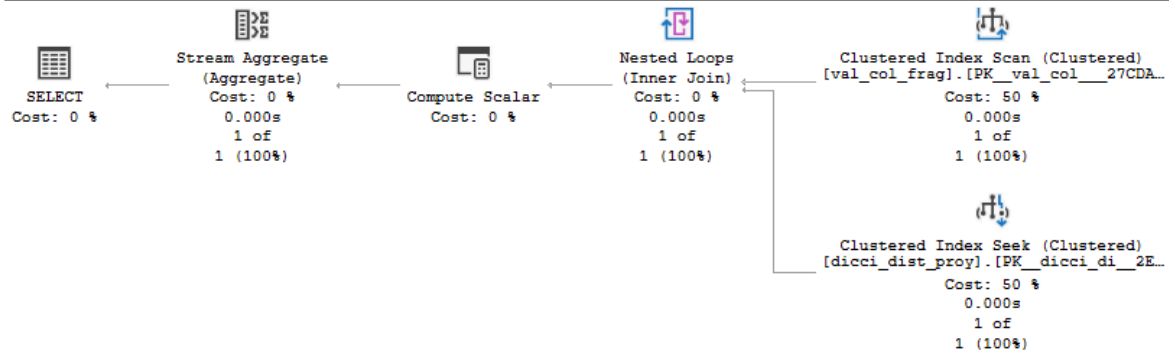 SELECT
Cost: 0 %
Stream Aggregate
(Aggregate)
Cost: 0 %
0.000s
1 of
1 (100%)
Compute Scalar
Cost: 0 %
Nested Loops
(Inner Join)
Cost: 0 %
0.000s
1 of
1 (100%)
Clustered Index Scan (Clustered)
[val_col_frag].[PK__val_col___27CDA…
Cost: 50 %
0.000s
1 of
1 (100%)
Clustered Index Seek (Clustered)
[dicci_dist_proy].[PK__dicci_di__2E…
Cost: 50 %
0.000s
1 of
1 (100%)